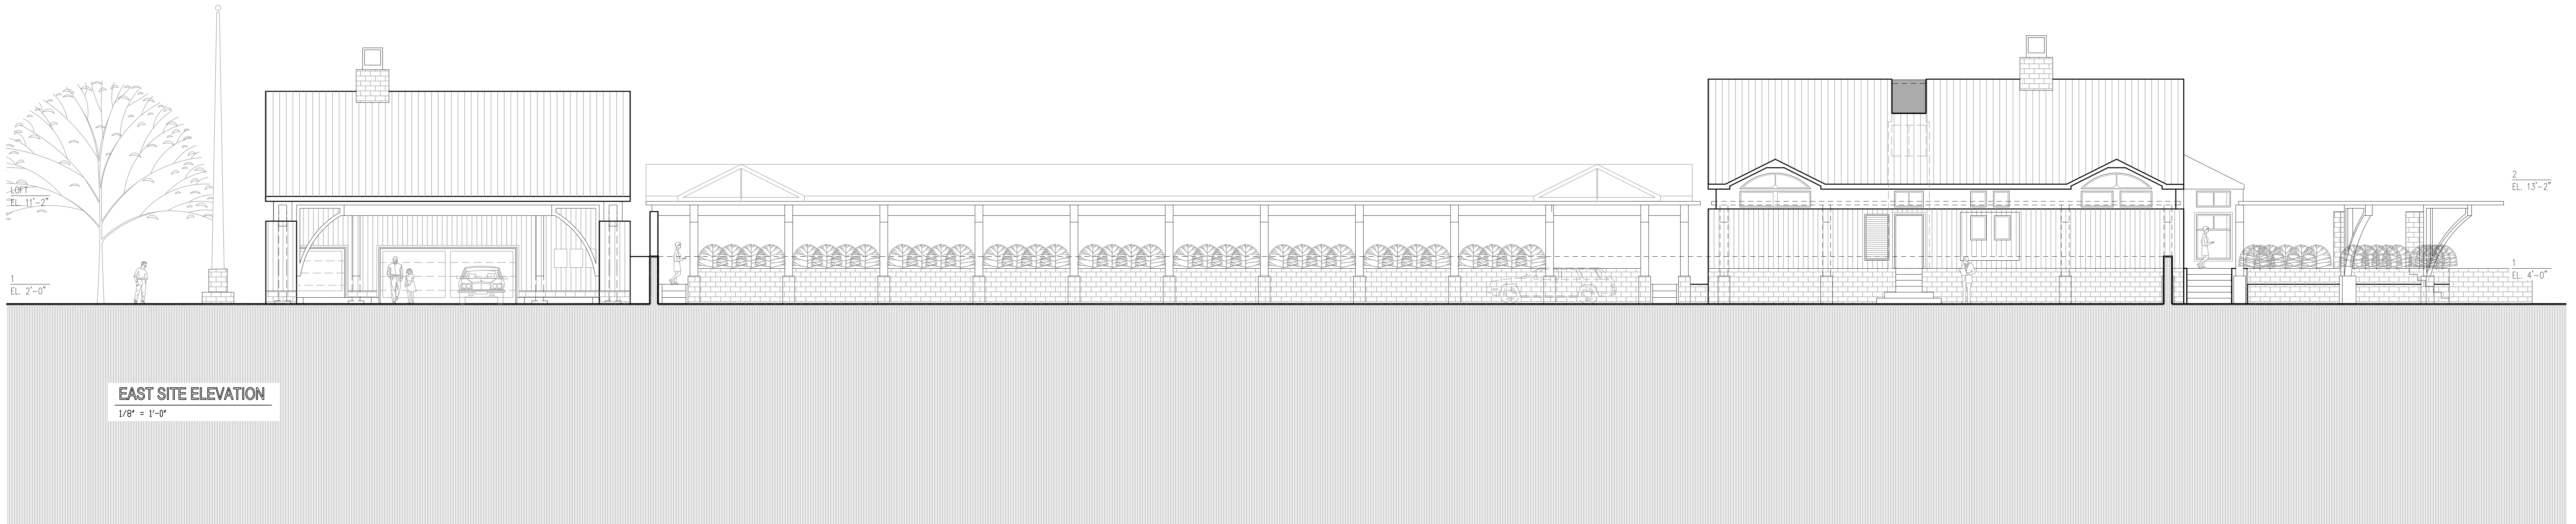 LOFT
EL. 11'-2"
1
EL. 2'-0"
2
EL. 13'-2"
1
EL. 4'-0"
EAST SITE ELEVATION
1/8" = 1'-0"